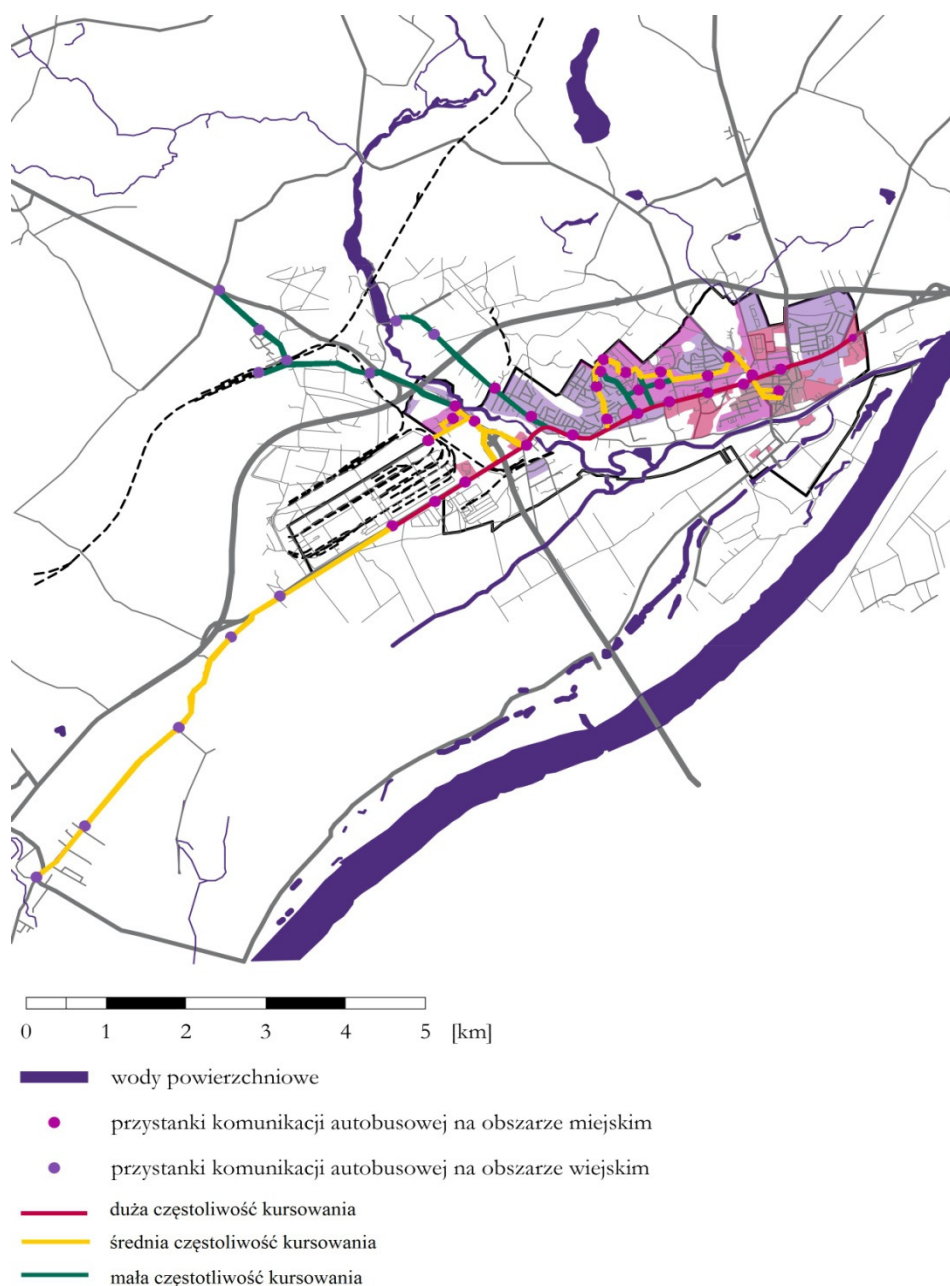 0 1 2 3 4 5 [km]
wody powierzchniowe
przystanki komunikacji autobusowej na obszarze miejskim
przystanki komunikacji autobusowej na obszarze wiejskim
duża częstoliwość kursowania
średnia częstoliwość kursowania
mała częstotliwość kursowania